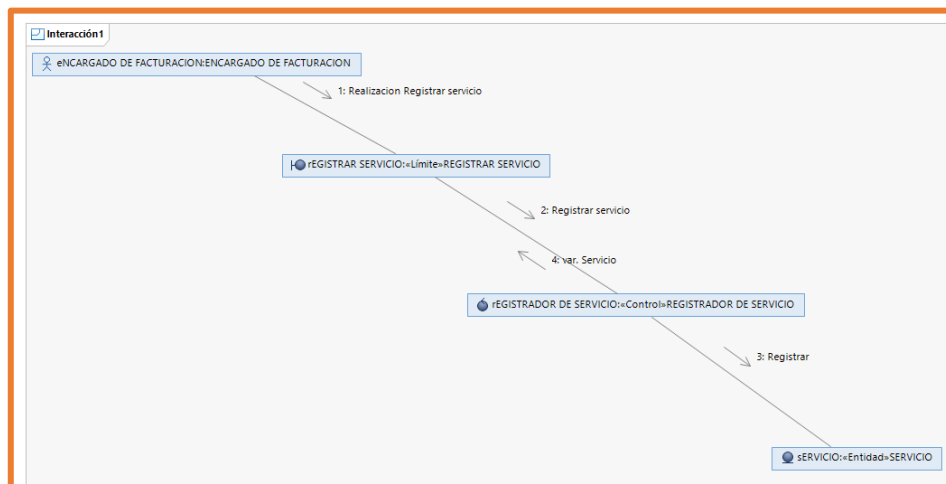 Interacción1
eNCARGADO DE FACTURACION:ENCARGADO DE FACTURACION
1: Realizacion Registrar servicio
rEGISTRAR SERVICIO:«Límite»REGISTRAR SERVICIO
2: Registrar servicio
4: var. Servicio
rEGISTRADOR DE SERVICIO:«Control»REGISTRADOR DE SERVICIO
3: Registrar
sERVICIO:«Entidad»SERVICIO